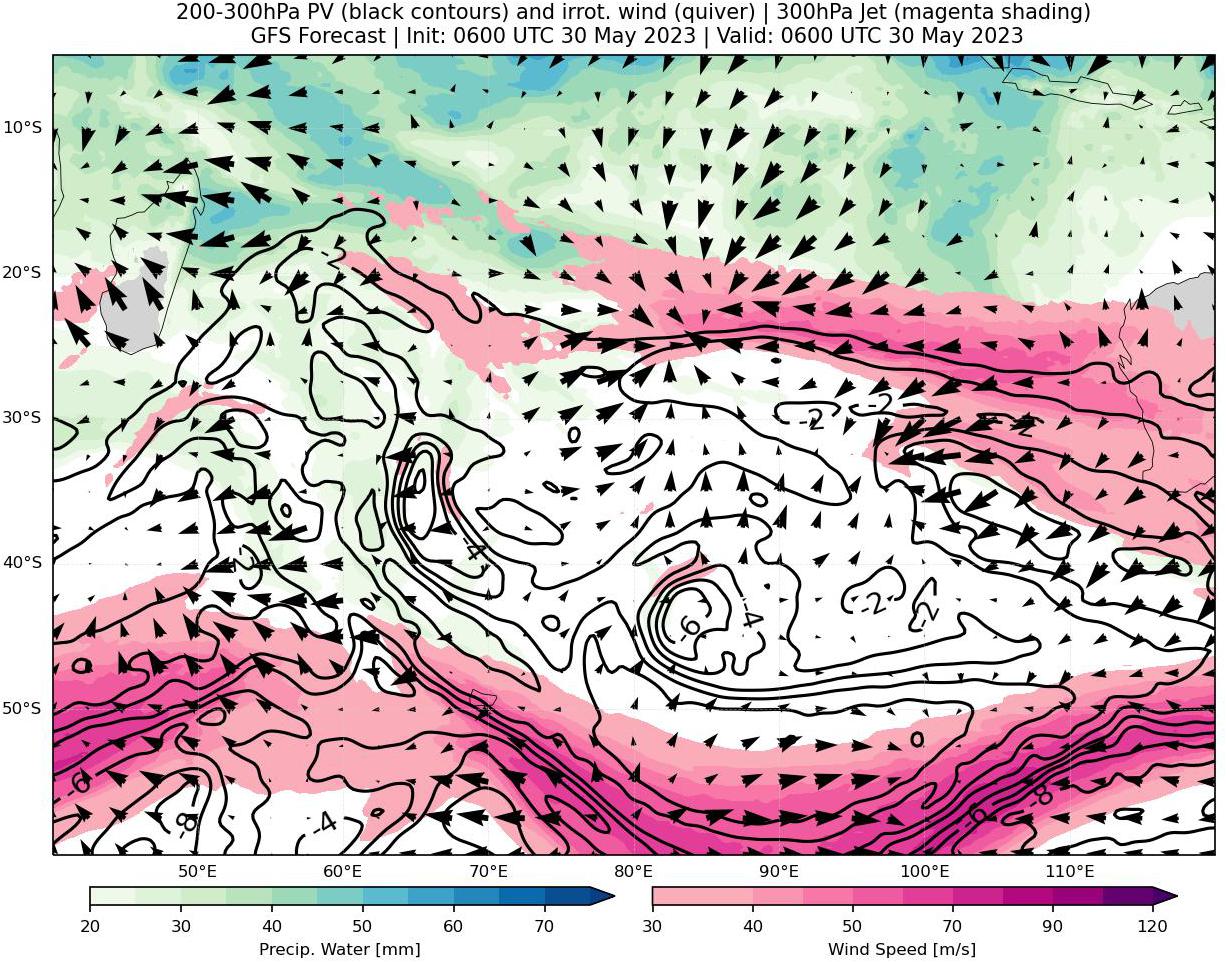 200-300hPa PV (black contours) and irrot. wind (quiver) | 300hPa Jet (magenta shading)
GFS Forecast | Init: 0600 UTC 30 May 2023 | Valid: 0600 UTC 30 May 2023
10°S
-2
20°S
-2 -2 -2
30°S
-4
-2
40°S
-2 -2
-4
-6
50°S
-6 -8
-6
-8 -4
50°E 60°E 70°E 80°E 90°E 100°E 110°E
20 30 40 50 60 70
30 40 50 70 90 120
Precip. Water [mm]
Wind Speed [m/s]